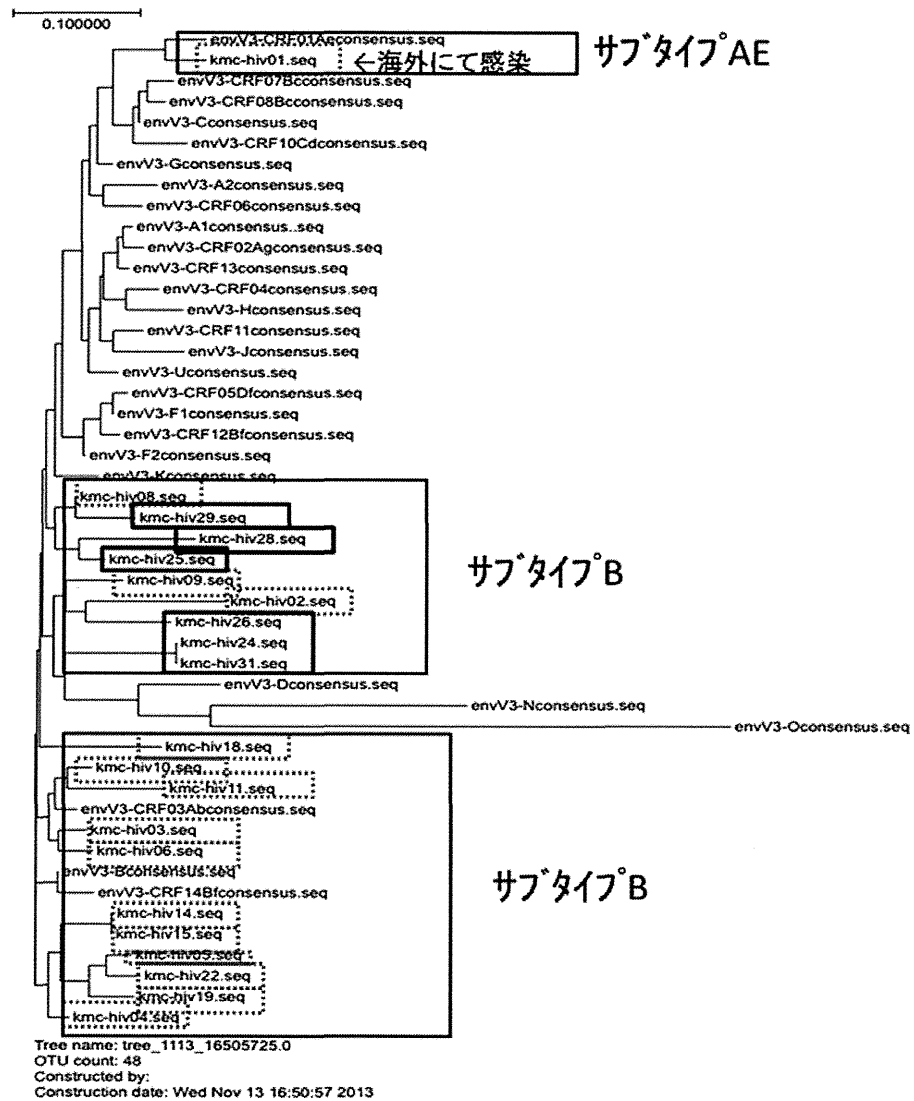 0.100000
envV3-CRF01Aeconsensus.seq
kmc-hiv01.seq ←海外にて感染
サブタイプAE
envV3-CRF07Bcconsensus.seq
envV3-CRF08Bcconsensus.seq
envV3-Cconsensus.seq
envV3-CRF10Cdconsensus.seq
envV3-Gconsensus.seq
envV3-A2consensus.seq
envV3-CRF06consensus.seq
envV3-A1consensus..seq
envV3-CRF02Agconsensus.seq
envV3-CRF13consensus.seq
envV3-CRF04consensus.seq
envV3-Hconsensus.seq
envV3-CRF11consensus.seq
envV3-Jconsensus.seq
envV3-Uconsensus.seq
envV3-CRF05Dfconsensus.seq
envV3-F1consensus.seq
envV3-CRF12Bfconsensus.seq
envV3-F2consensus.seq
envV3-Kconsensus.seq
kmc-hiv08.seq
kmc-hiv29.seq
kmc-hiv28.seq
kmc-hiv25.seq
サブタイプB
kmc-hiv09.seq
kmc-hiv02.seq
kmc-hiv26.seq
kmc-hiv24.seq
kmc-hiv31.seq
envV3-Dconsensus.seq
envV3-Nconsensus.seq
envV3-Oconsensus.seq
kmc-hiv18.seq
kmc-hiv10.seq
kmc-hiv11.seq
envV3-CRF03Abconsensus.seq
kmc-hiv03.seq
kmc-hiv06.seq
envV3-Bconsensus.seq
サブタイプB
envV3-CRF14Bfconsensus.seq
kmc-hiv14.seq
kmc-hiv15.seq
kmc-hiv05.seq
kmc-hiv22.seq
kmc-hiv19.seq
kmc-hiv04.seq
Tree name: tree_1113_16505725.0
OTU count: 48
Constructed by:
Construction date: Wed Nov 13 16:50:57 2013